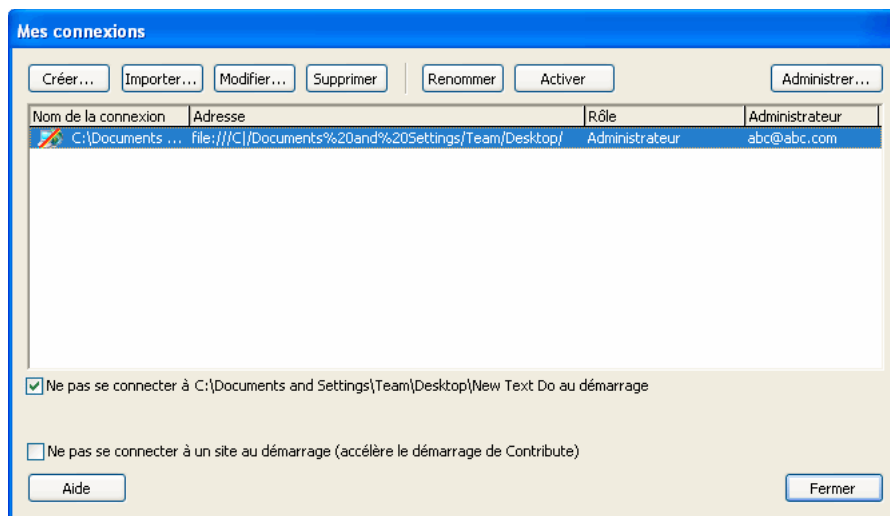 Mes connexions
Créer... Importer... Modifier... Supprimer Renommer Activer Administrer...
Nom de la connexion Adresse Rôle Administrateur
C:\Documents ... file:///C|/Documents%20and%20Settings/Team/Desktop/ Administrateur abc@abc.com
Ne pas se connecter à C:\Documents and Settings\Team\Desktop\New Text Do au démarrage
Ne pas se connecter à un site au démarrage (accélère le démarrage de Contribute)
Aide Fermer